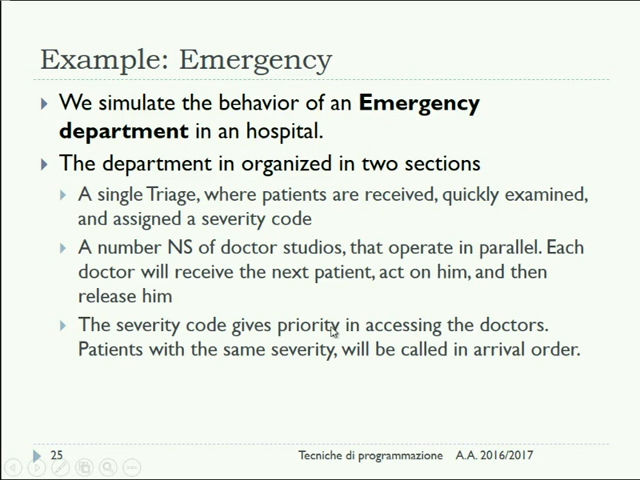 Example: Emergency
We simulate the behavior of an Emergency
department in an hospital.
The department in organized in two sections
A single Triage, where patients are received, quickly examined,
and assigned a severity code
A number NS of doctor studios, that operate in parallel. Each
doctor will receive the next patient, act on him, and then
release him
The severity code gives priority in accessing the doctors.
Patients with the same severity, will be called in arrival order.
25 Tecniche di programmazione A.A. 2016/2017